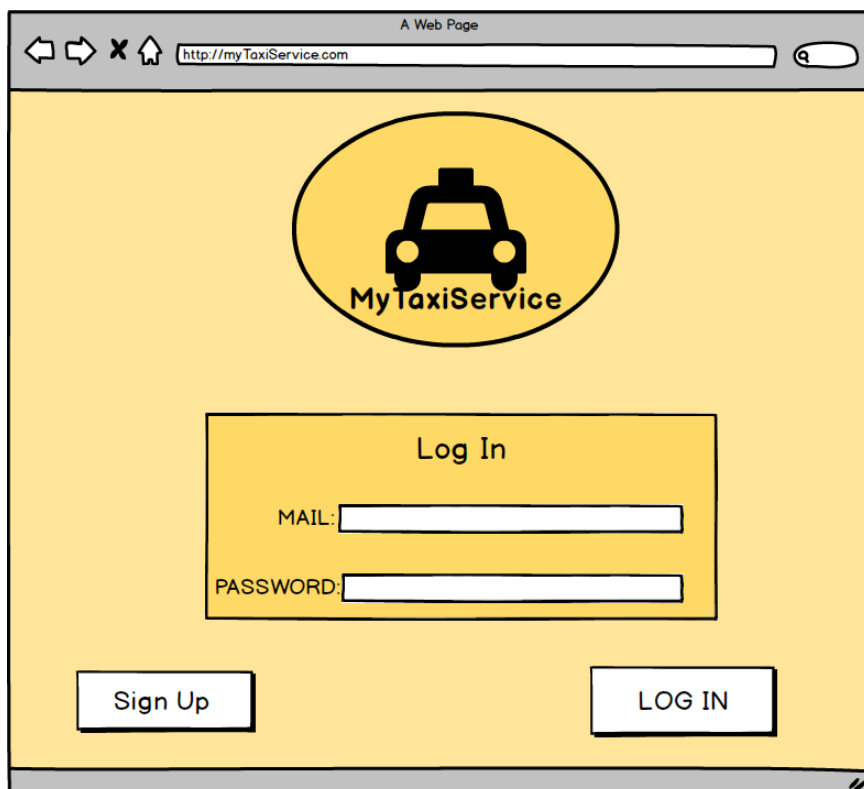 A Web Page
http://myTaxiService.com
MyTaxiService
Log In
MAIL:
PASSWORD:
Sign Up
LOG IN